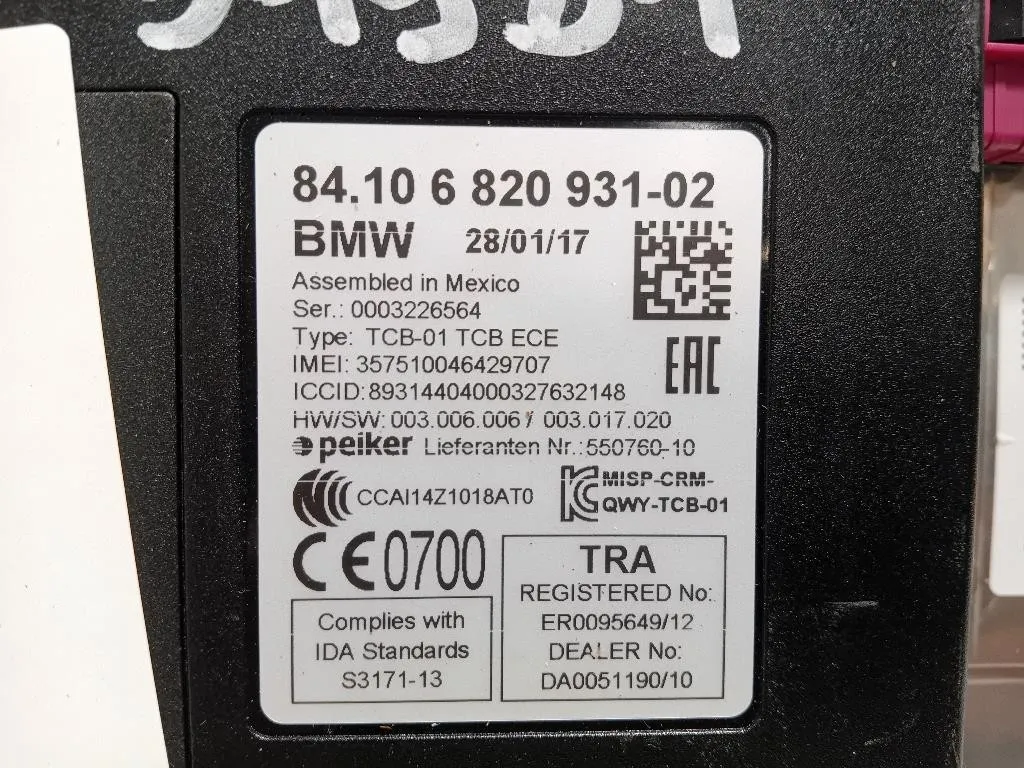 84.10 6 820 931-02
BMW 28/01/17
Assembled in Mexico
Ser.: 0003226564
Type: TCB-01 TCB ECE
IMEI: 357510046429707
EAC
ICCID:89314404000327632148
HW/SW: 003.006.006/ 003.017.020
peiker Lieferanten Nr.:550760-10
CCAI14Z1018AT0
MISP-CRM-
QWY-TCB-01
CE0700
Complies with
IDA Standards
S3171-13
TRA
REGISTERED No:
ER0095649/12
DEALER No:
DA0051190/10